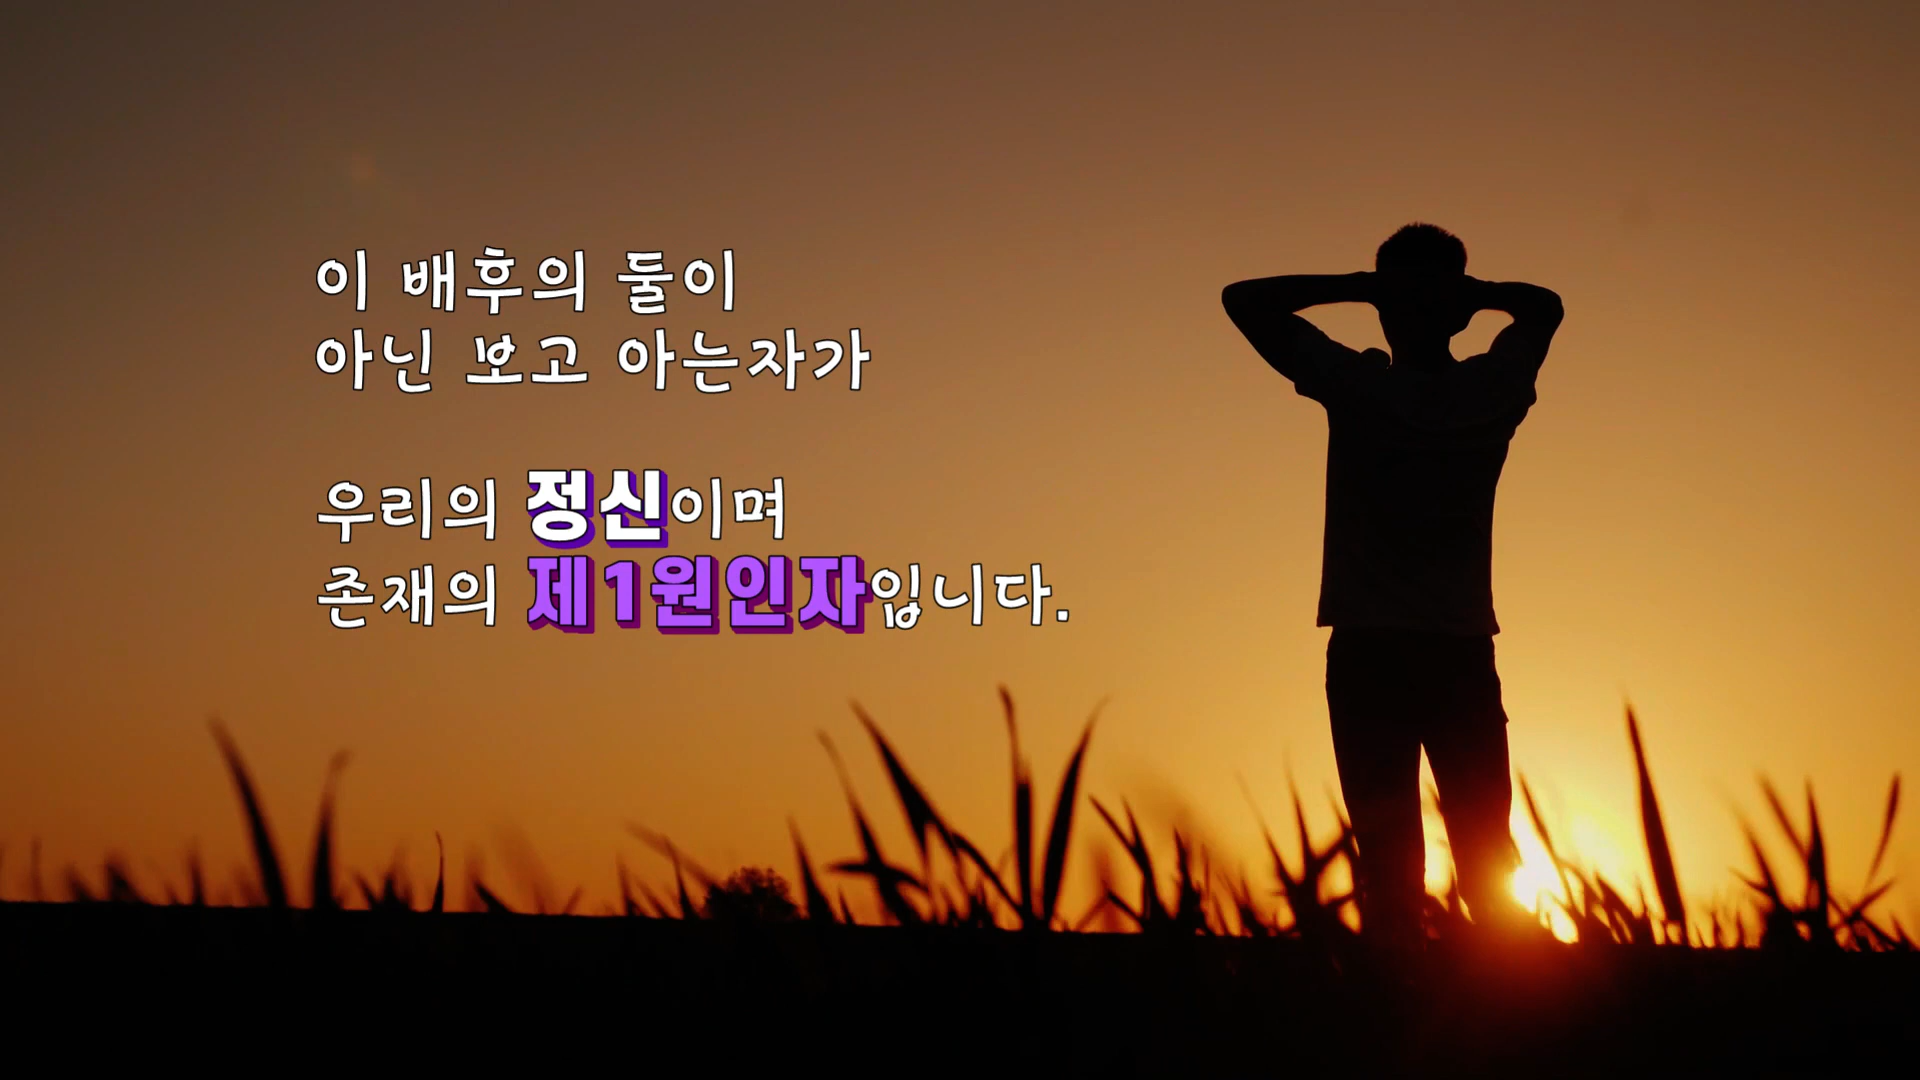 이 배후의 둘이
아닌 보고 아는자가
우리의 정신이며
존재의 제1원인자입니다.